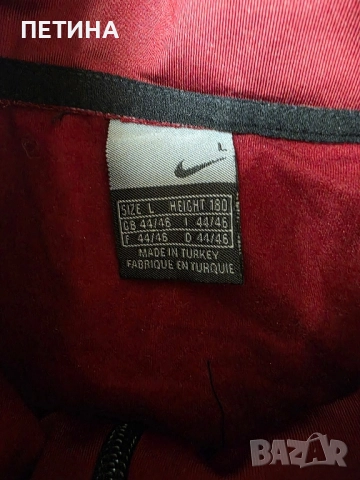 ПЕТИНА
L
SIZE L HEIGHT 180
GB 44/46 I 44/46
F 44/46 D 44/46
MADE IN TURKEY
FABRIQUE EN TURQUIE
BAZAR